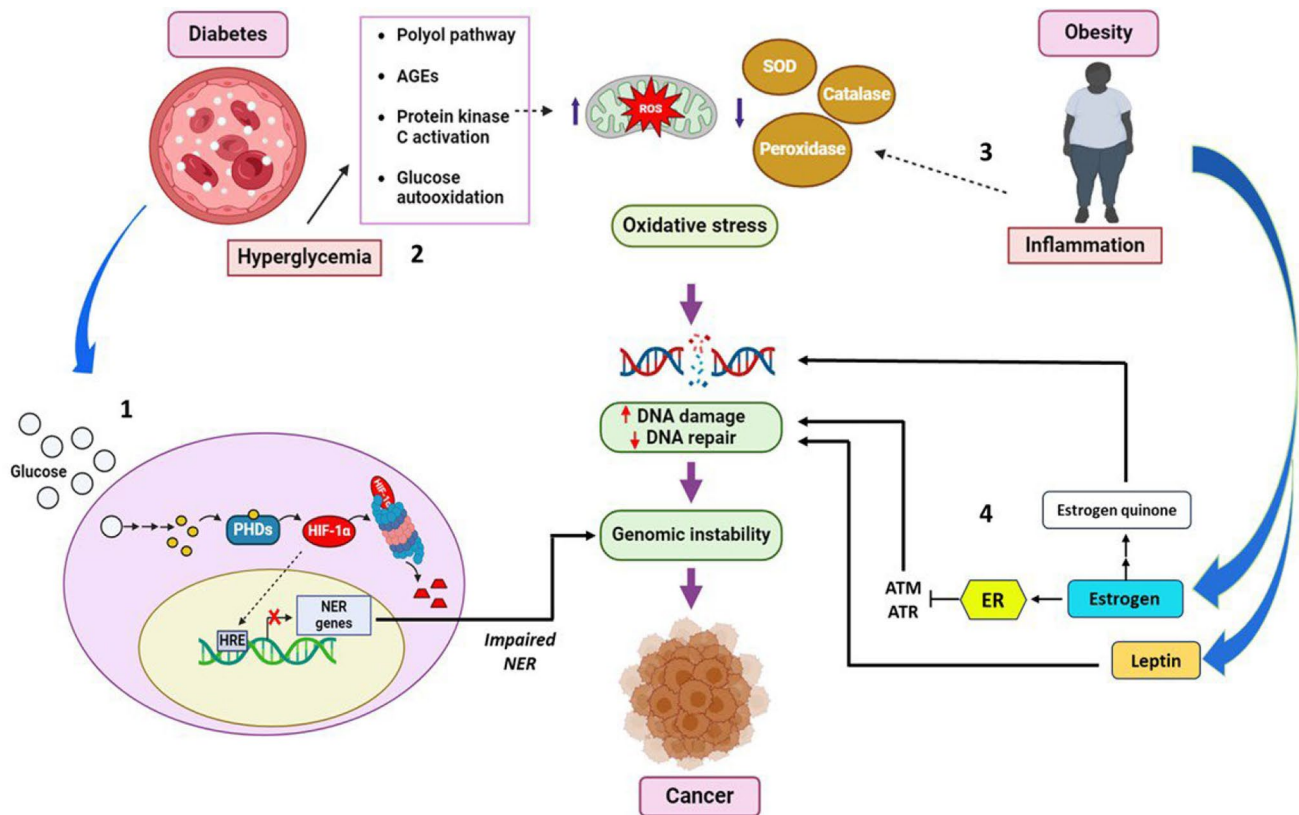 Diabetes
• Polyol pathway
• AGEs
• Protein kinase
C activation
• Glucose
autooxidation
Hyperglycemia
2
ROS
SOD
Catalase
Peroxidase
Obesity
3
Inflammation
Oxidative stress
DNA damage
DNA repair
Genomic instability
Cancer
1
Glucose
PHDs
HIF-1α
HIF-1α
HRE
NER
genes
Impaired
NER
4
Estrogen quinone
ATM
ATR
ER
Estrogen
Leptin